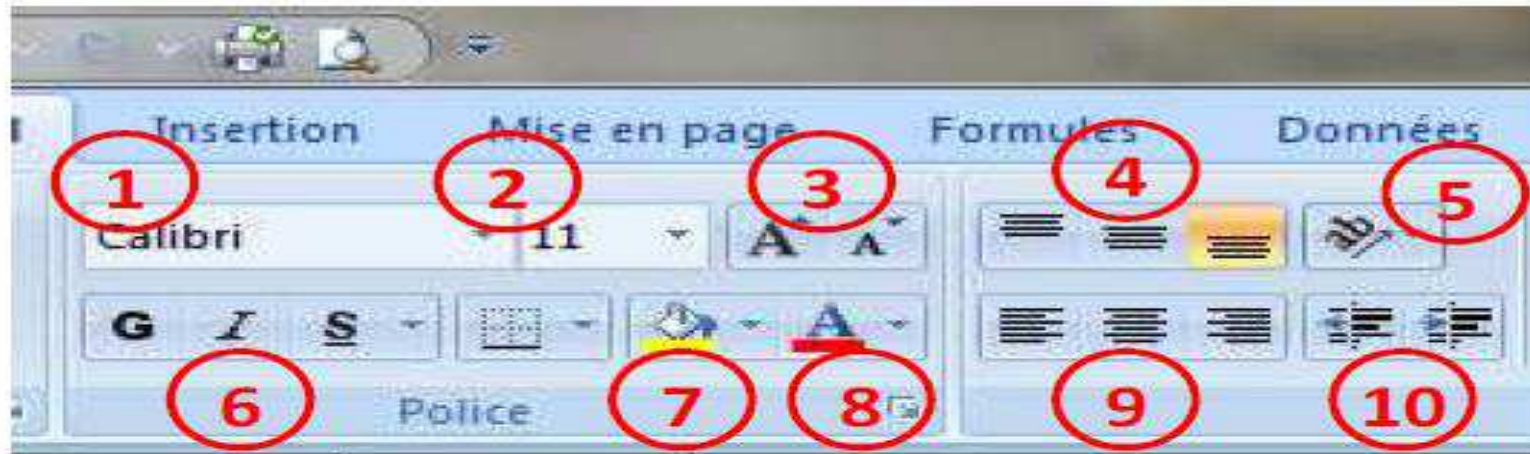 Insertion Mise en page Formules Données
1 2 3 4 5
Calibri 11 A A ab
G I S A
6 7 8 9 10
Police